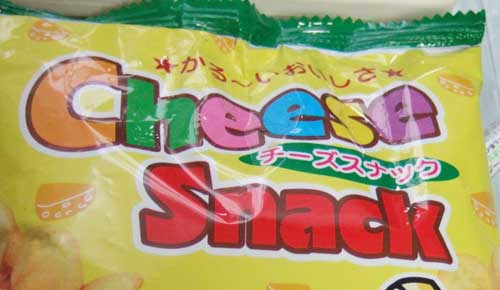 ★かる～いおいしさ★
Cheese
チーズスナック
Snack